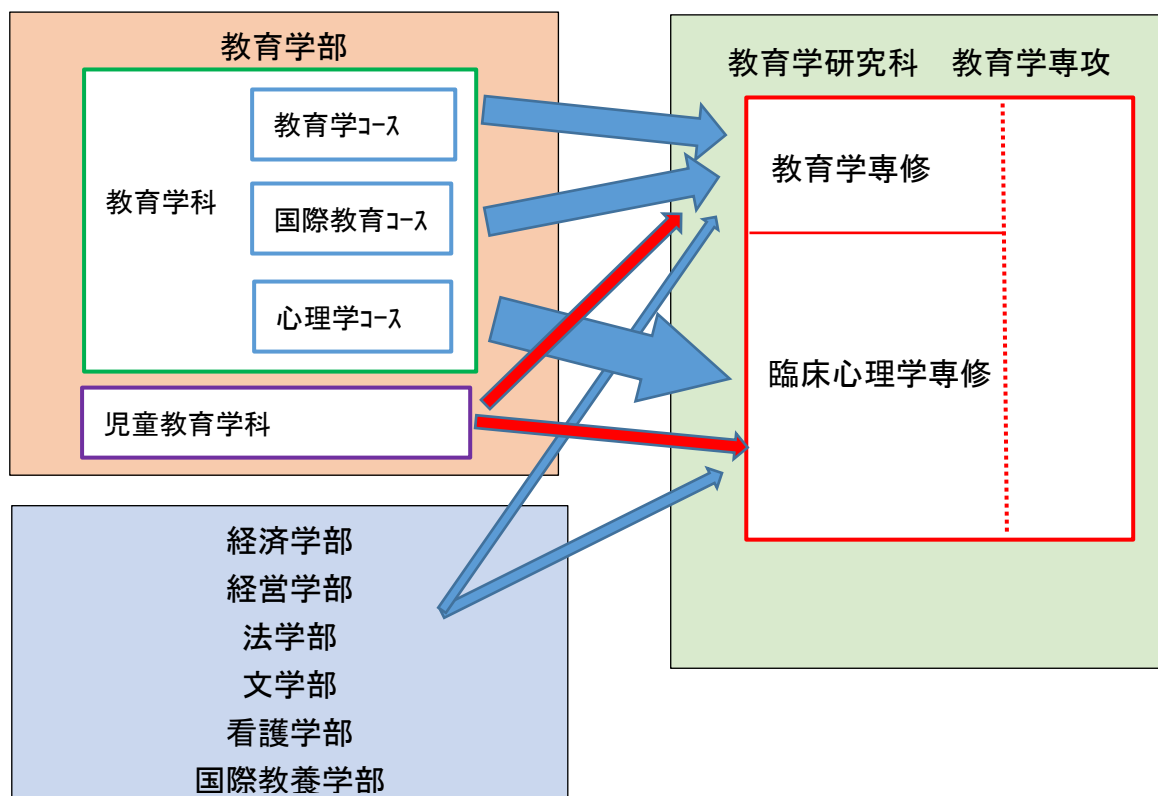 教育学部
教育学科
教育学ｺｰｽ
国際教育ｺｰｽ
心理学ｺｰｽ
児童教育学科
経済学部
経営学部
法学部
文学部
看護学部
国際教養学部
教育学研究科　教育学専攻
教育学専修
臨床心理学専修